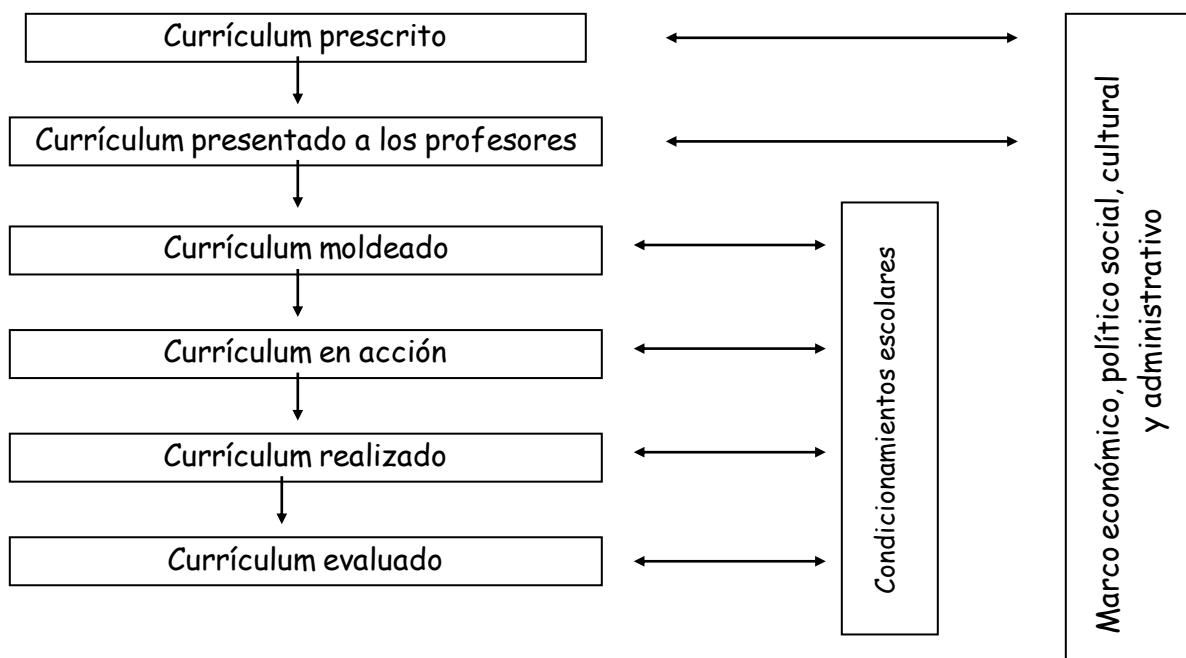 Currículum prescrito
Currículum presentado a los profesores
Currículum moldeado
Currículum en acción
Currículum realizado
Currículum evaluado
Condicionamientos escolares
Marco económico, político social, cultural
y administrativo